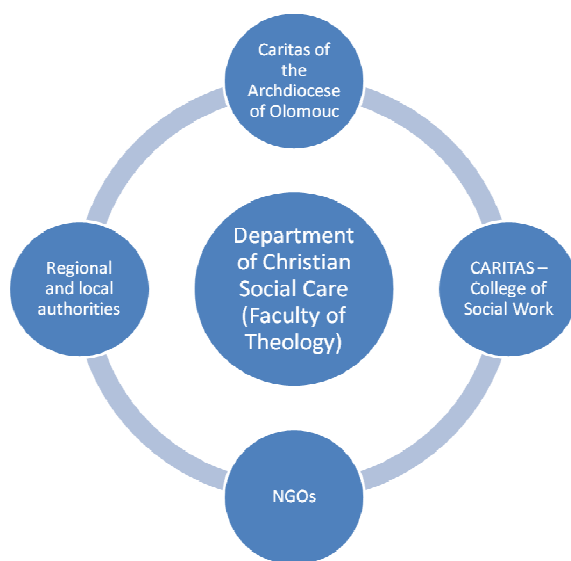 Caritas of
the
Archdiocese
of Olomouc
Department
of Christian
Social Care
(Faculty of
Theology)
Regional
and local
authorities
CARITAS –
College of
Social Work
NGOs